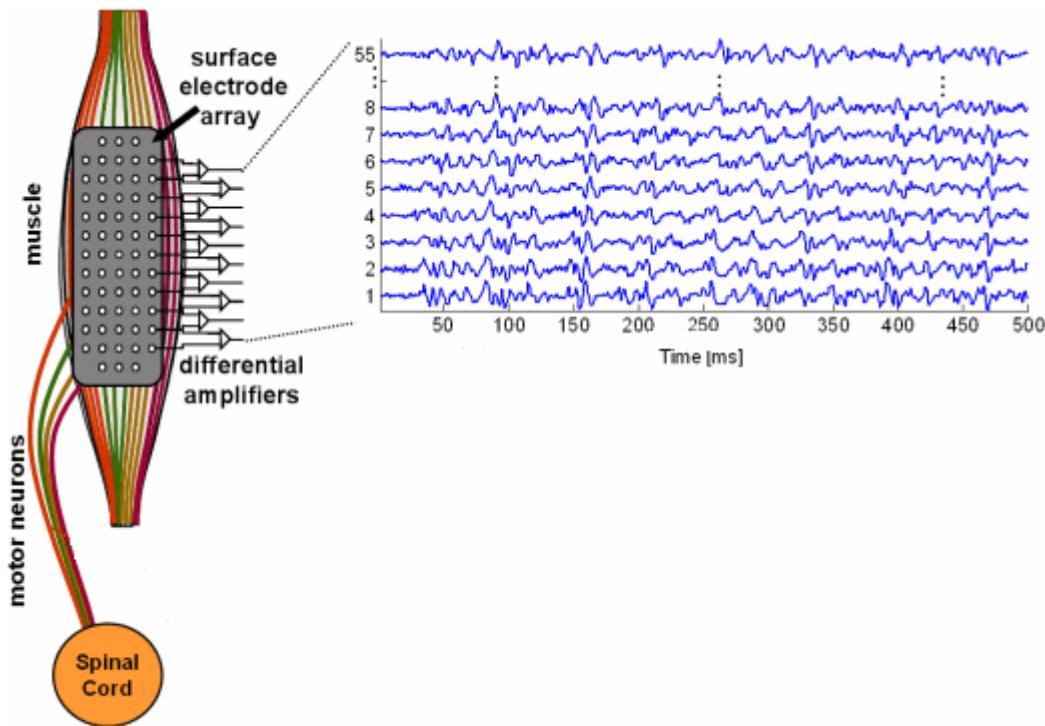 surface
electrode
array
muscle
differential
amplifiers
motor neurons
Spinal
Cord
55
8
7
6
5
4
3
2
1
50 100 150 200 250 300 350 400 450 500
Time [ms]